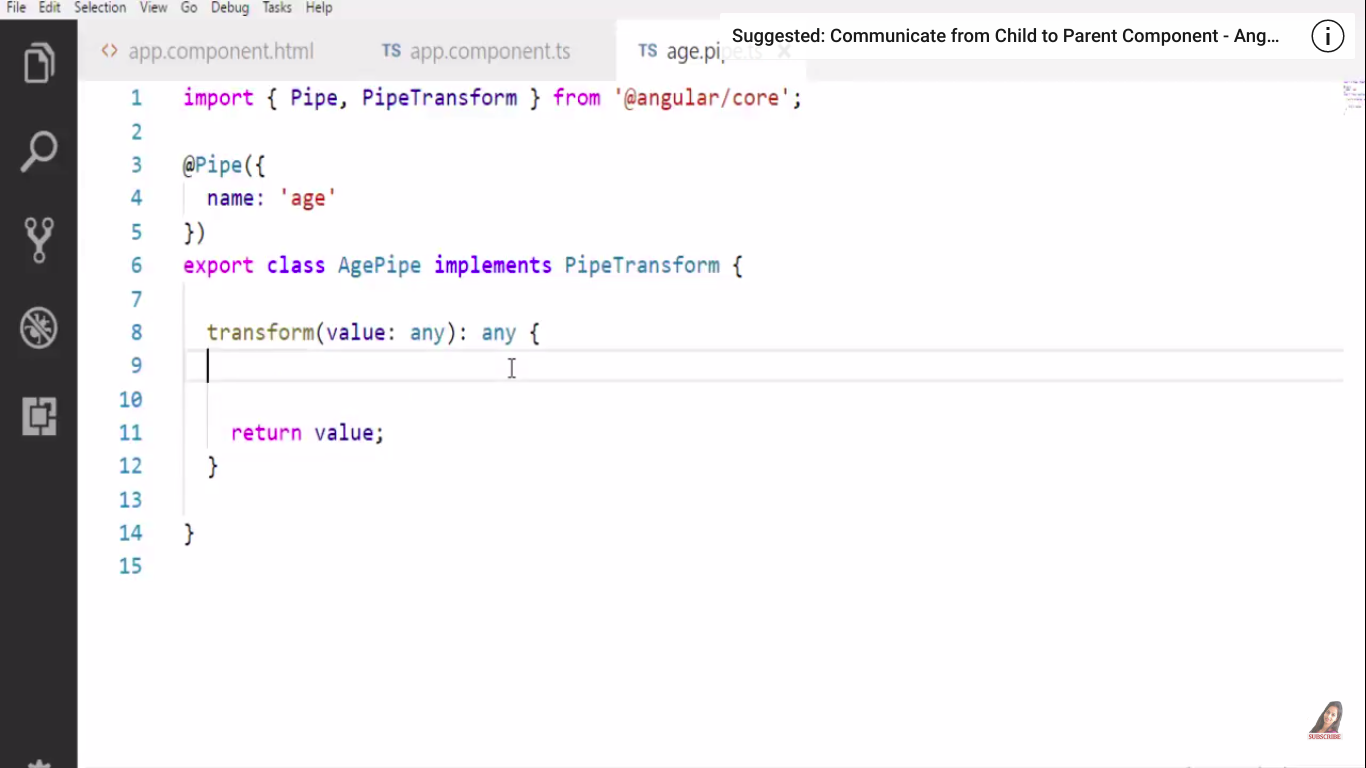 File Edit Selection View Go Debug Tasks Help
<> app.component.html TS app.component.ts TS age.pipe.ts ×
Suggested: Communicate from Child to Parent Component - Ang...
1 import { Pipe, PipeTransform } from '@angular/core';
2
3 @Pipe({
4 name: 'age'
5 })
6 export class AgePipe implements PipeTransform {
7
8 transform(value: any): any {
9
10
11 return value;
12 }
13
14 }
15
SUBSCRIBE